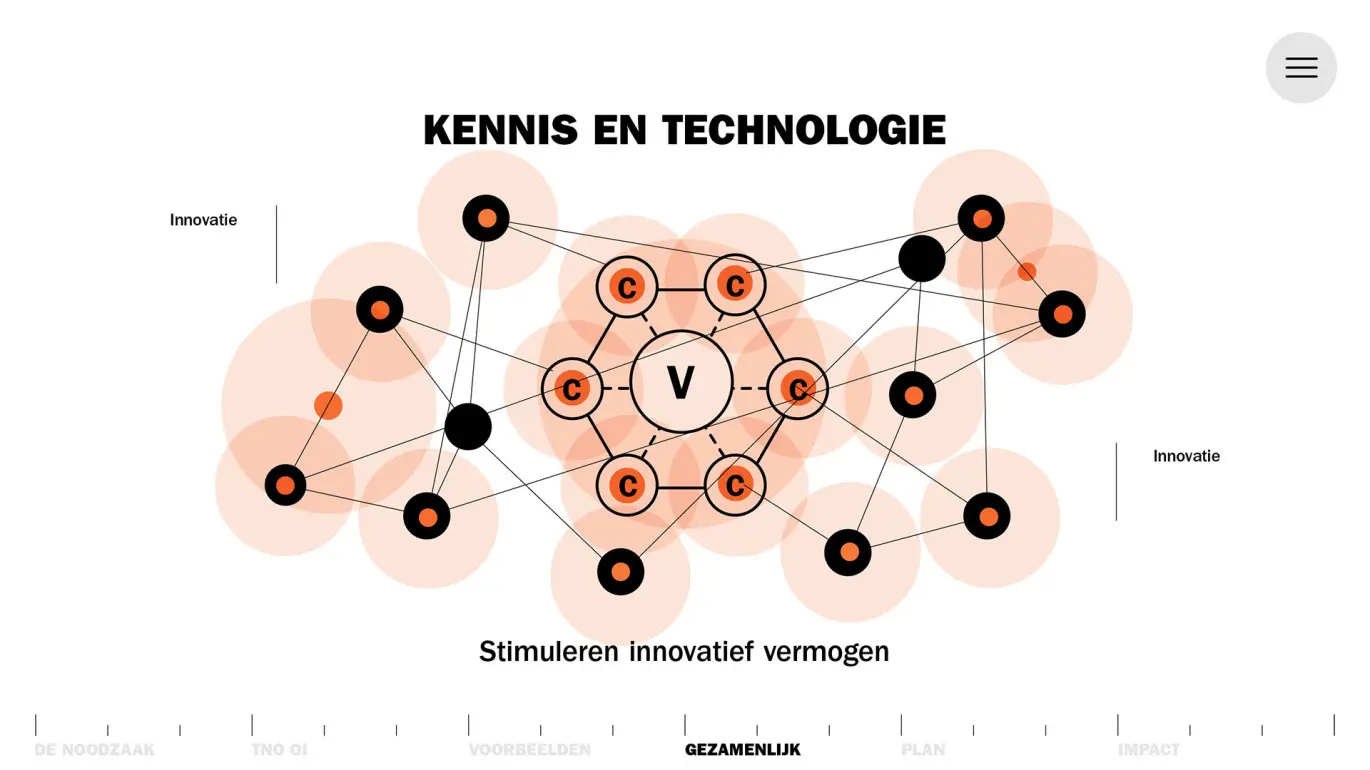 KENNIS EN TECHNOLOGIE
Innovatie
C
C
C
V
C
C
C
Innovatie
Stimuleren innovatief vermogen
DE NOODZAAK
TNO OI
VOORBEELDEN
GEZAMENLIJK
PLAN
IMPACT